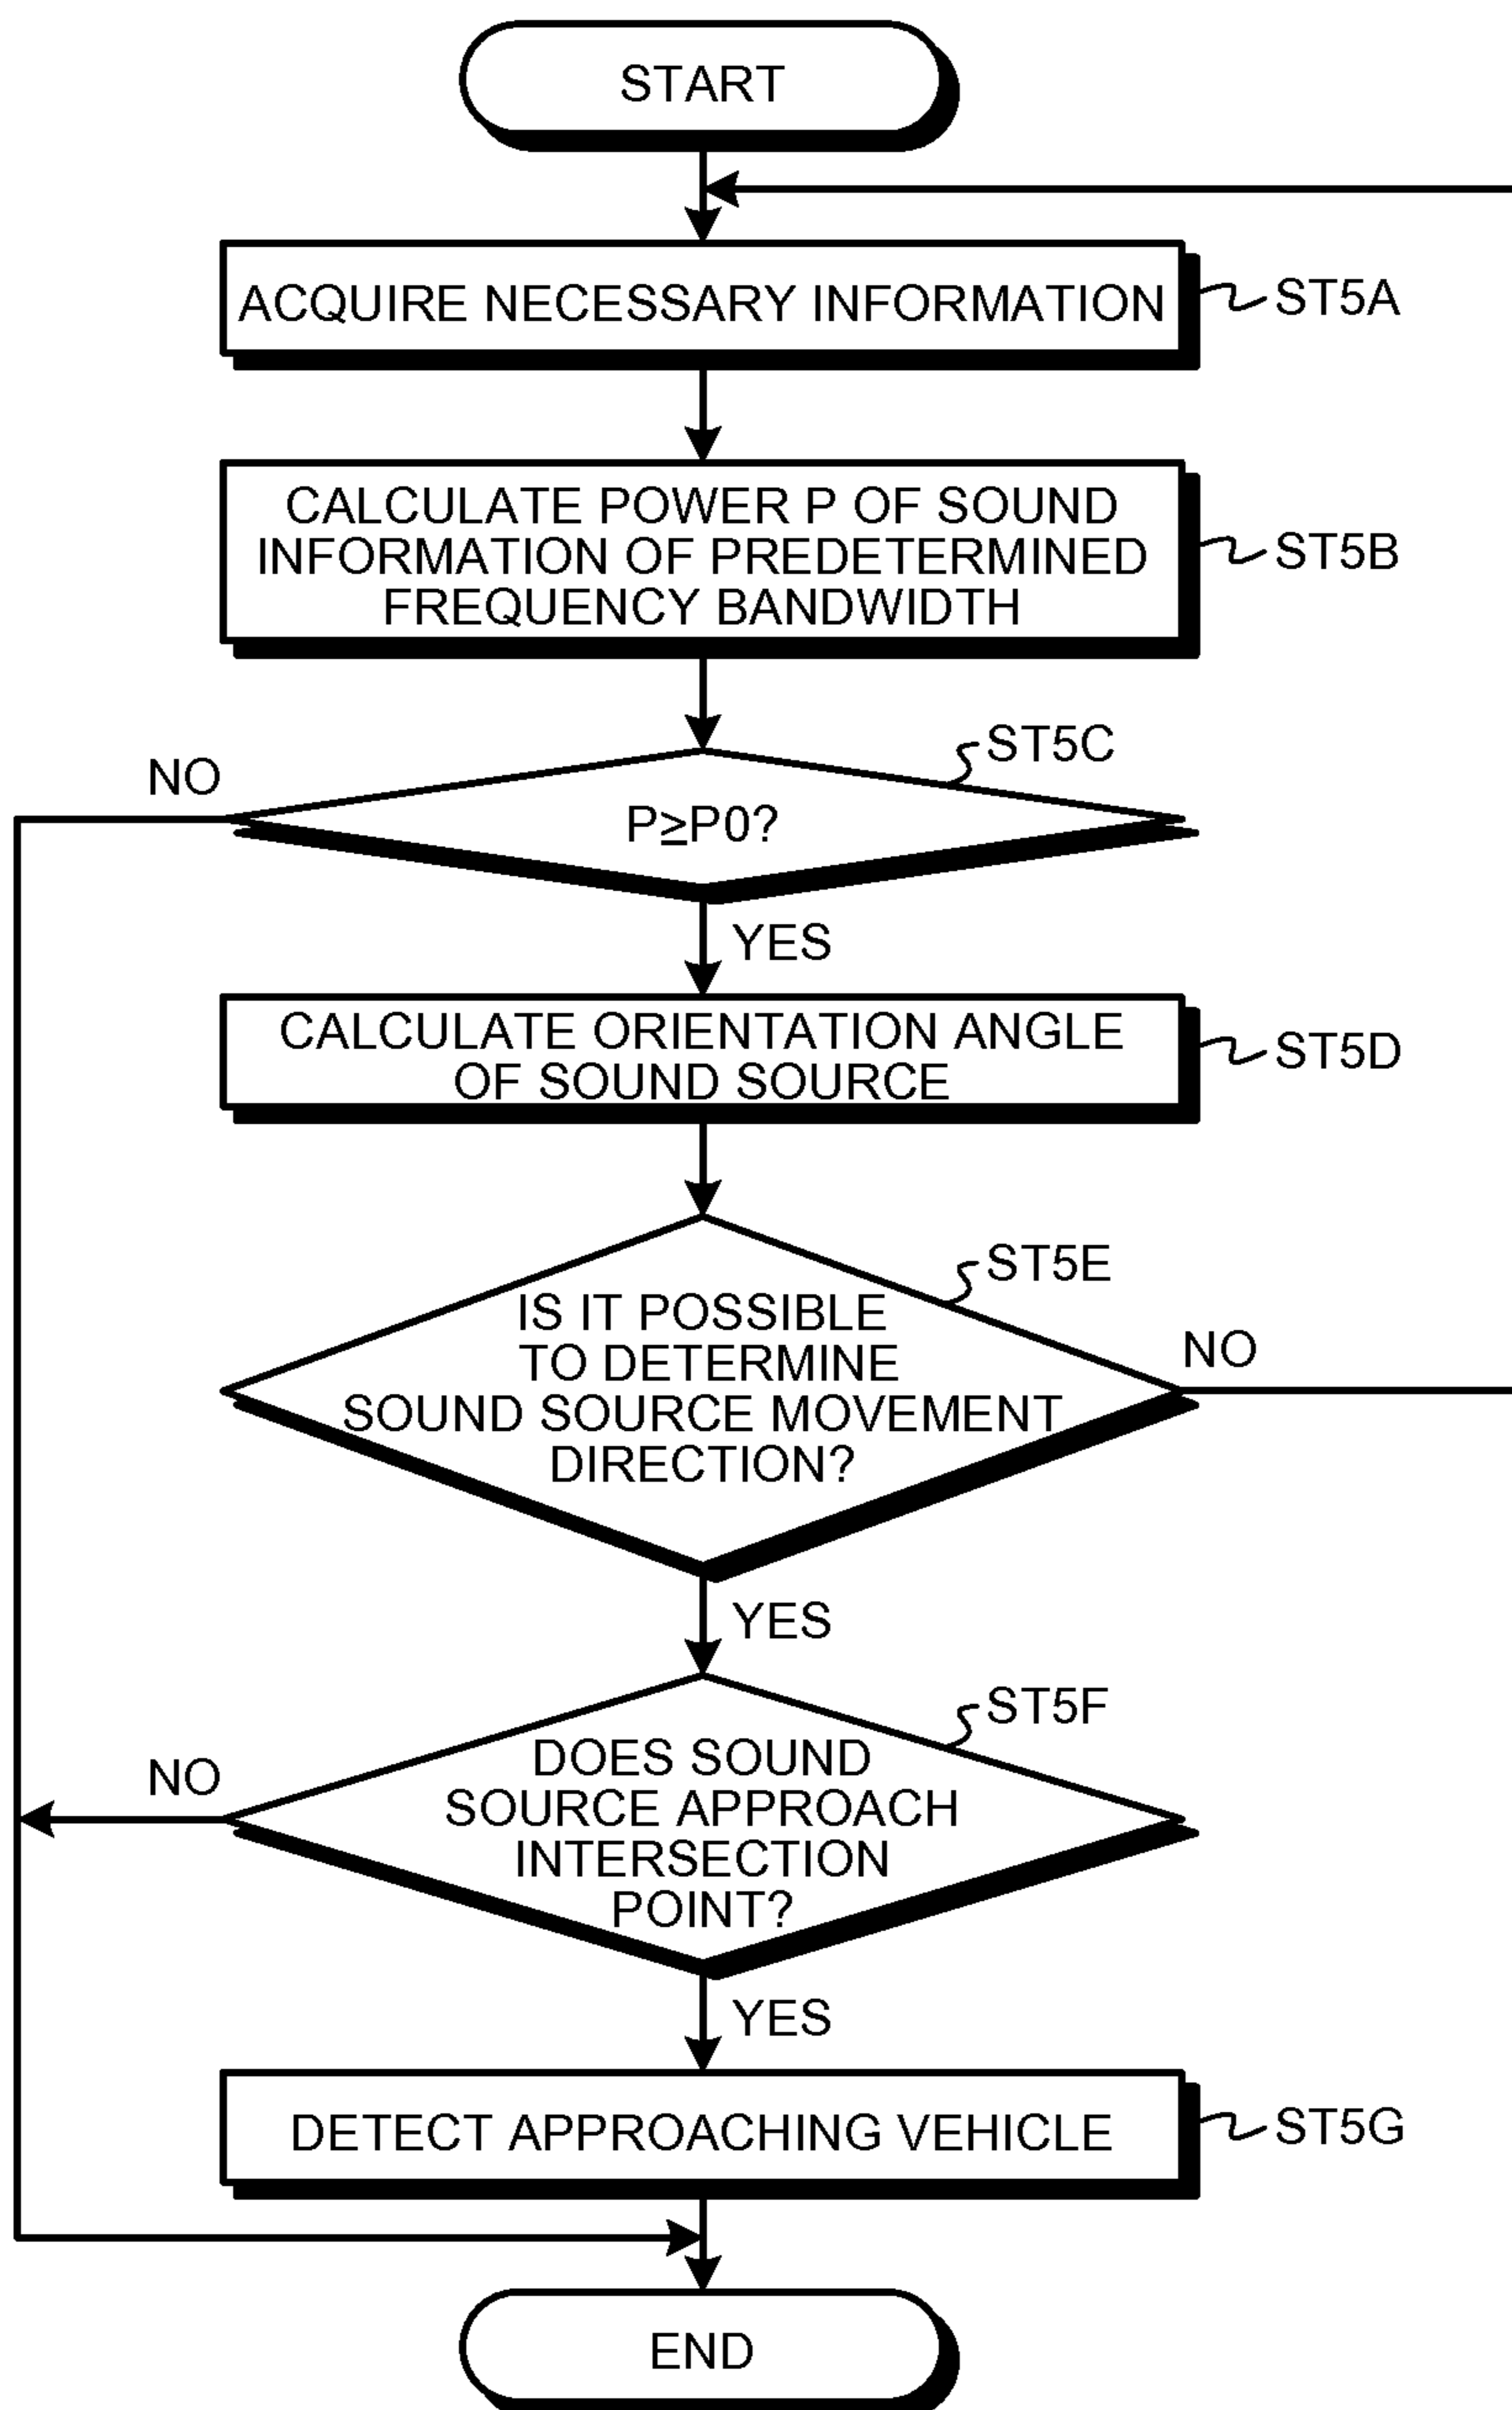 START
ACQUIRE NECESSARY INFORMATION
ST5A
CALCULATE POWER P OF SOUND
INFORMATION OF PREDETERMINED
FREQUENCY BANDWIDTH
ST5B
ST5C
NO
P≥P0?
YES
CALCULATE ORIENTATION ANGLE
OF SOUND SOURCE
ST5D
ST5E
IS IT POSSIBLE
TO DETERMINE
SOUND SOURCE MOVEMENT
DIRECTION?
NO
YES
ST5F
DOES SOUND
SOURCE APPROACH
INTERSECTION
POINT?
NO
YES
DETECT APPROACHING VEHICLE
ST5G
END